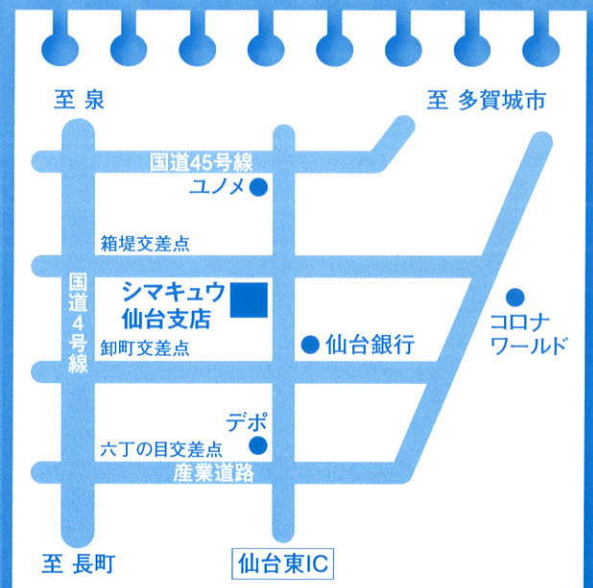 至 泉
至 多賀城市
国道45号線
ユノメ
箱堤交差点
国道4号線
シマキュウ
仙台支店
コロナ
ワールド
卸町交差点
仙台銀行
デポ
六丁の目交差点
産業道路
至 長町
仙台東IC